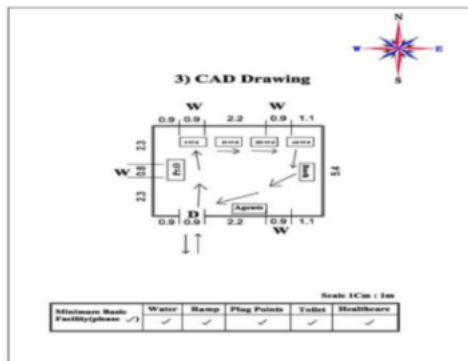 N
W E
S
3) CAD Drawing
W W
0.9 0.9 2.2 0.9 1.1
2.3
W 0.8
2.3
5.4
Agents
D
0.9 0.9 2.2 0.9 1.1
W
Scale 1Cm : 1m
Minimum Basic Water Ramp Plug Points Toilet Healthcare
Facility(please ✓) ✓ ✓ ✓ ✓ ✓